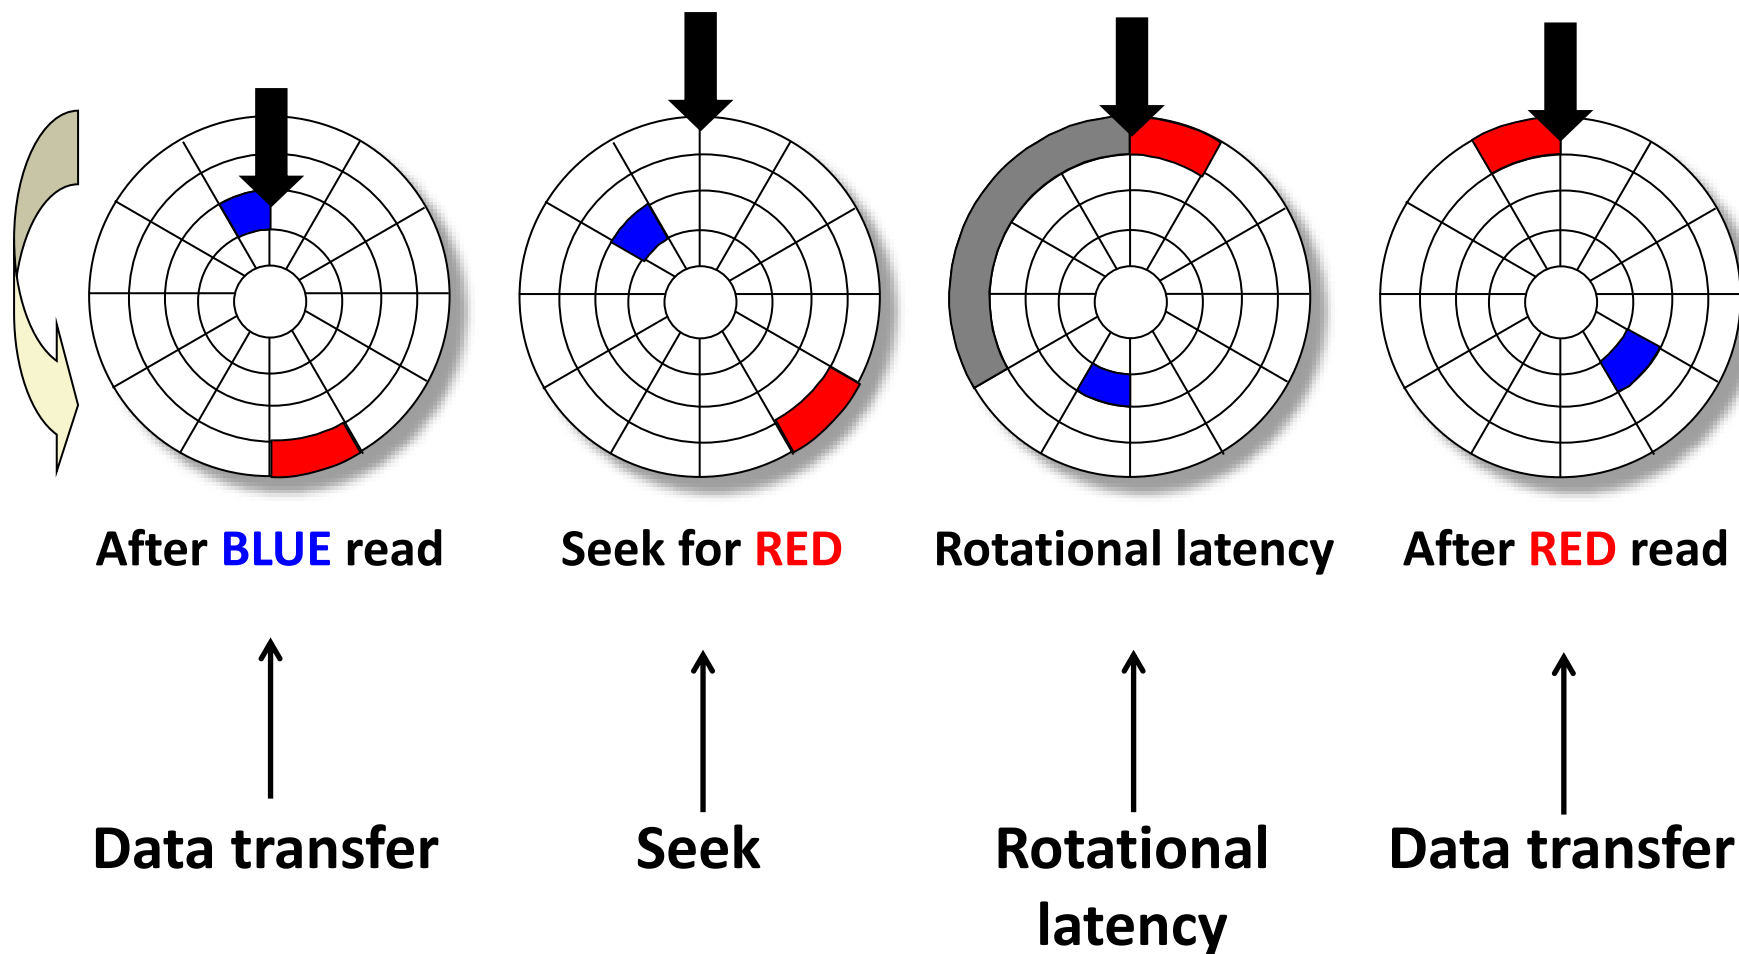 After BLUE read
Seek for RED
Rotational latency
After RED read
Data transfer
Seek
Rotational
latency
Data transfer